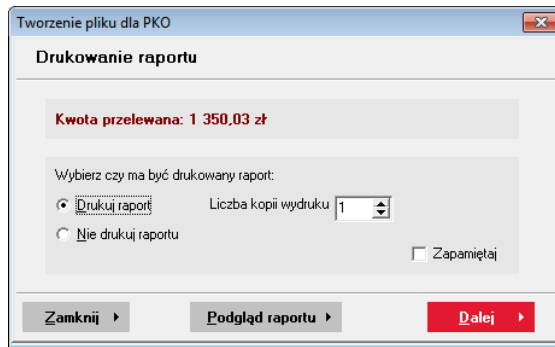 Tworzenie pliku dla PKO
Drukowanie raportu
Kwota przelewana: 1 350,03 zł
Wybierz czy ma być drukowany raport:
Drukuj raport Liczba kopii wydruku 1
Nie drukuj raportu
Zapamiętaj
Zamknij Podgląd raportu Dalej